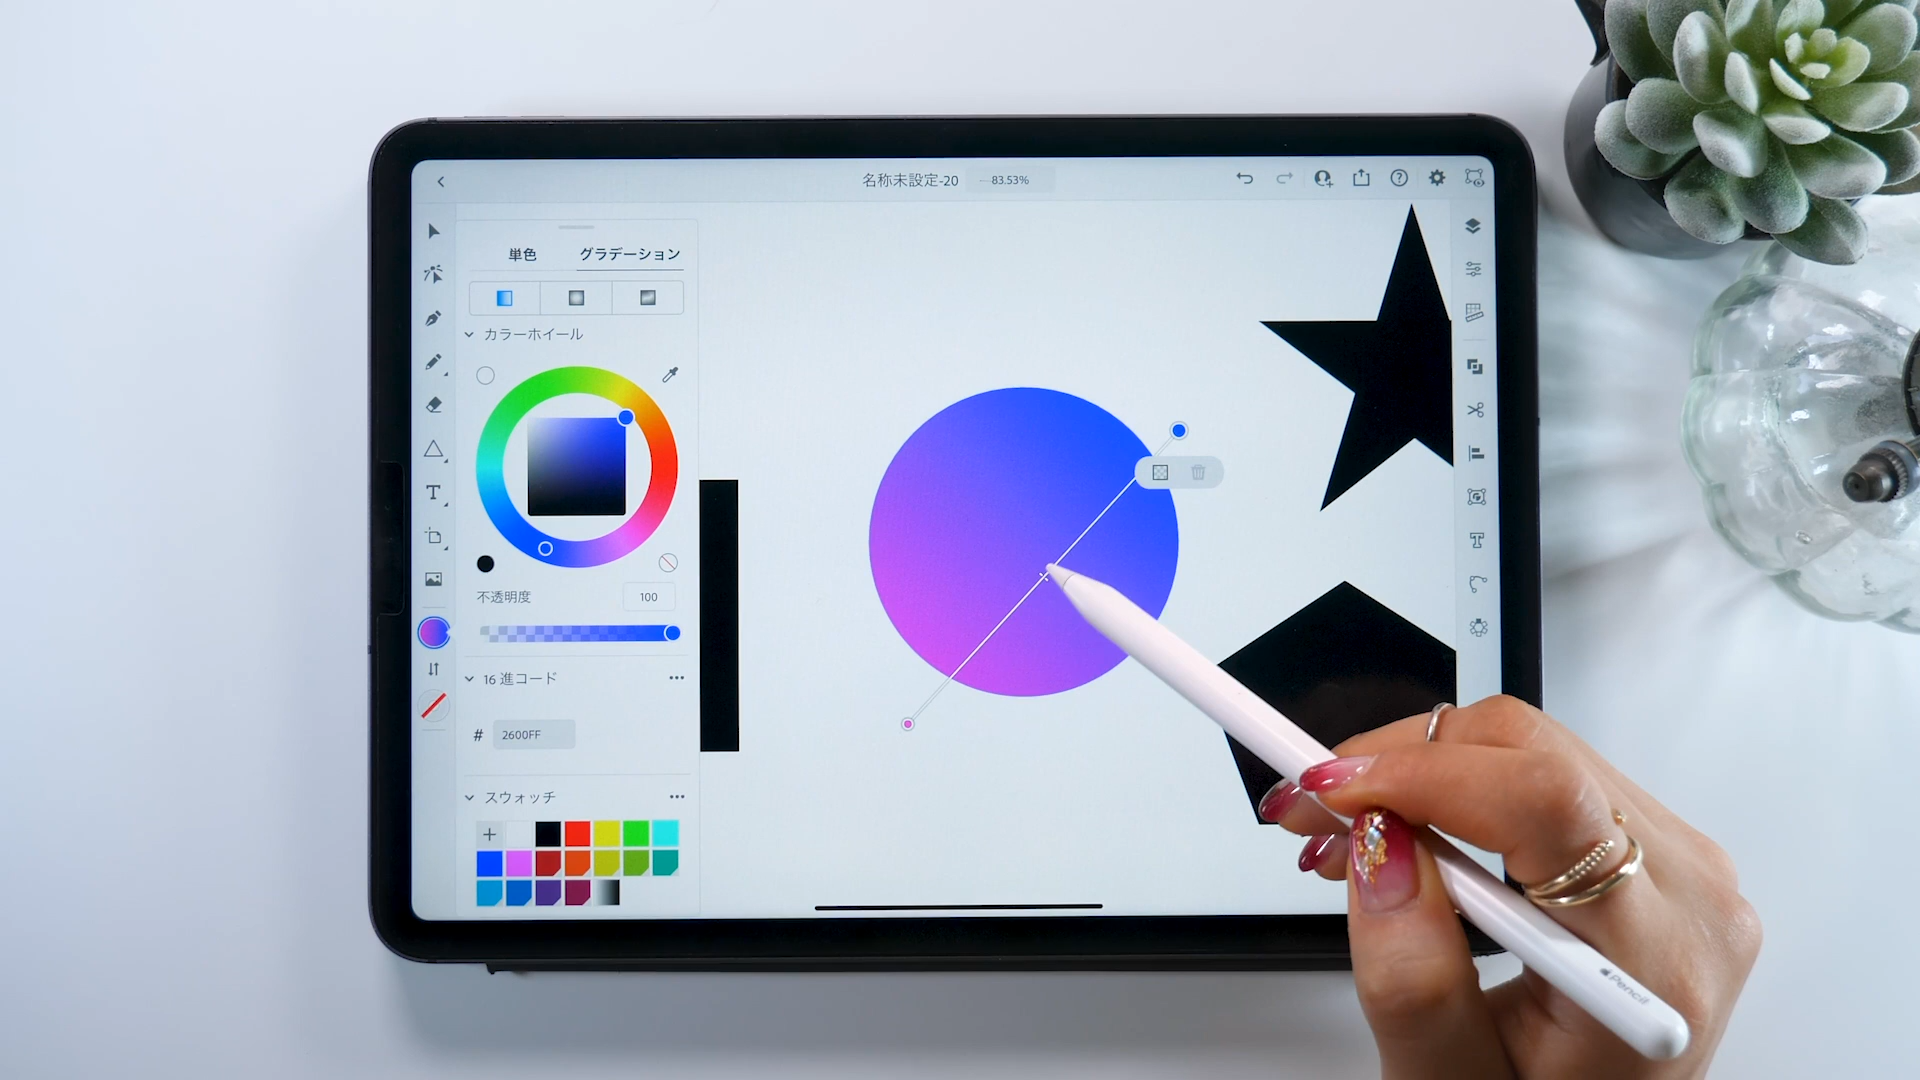 名称未設定-20 83.53%
単色 グラデーション
カラーホイール
不透明度 100
16 進コード
# 2600FF
スウォッチ
Pencil